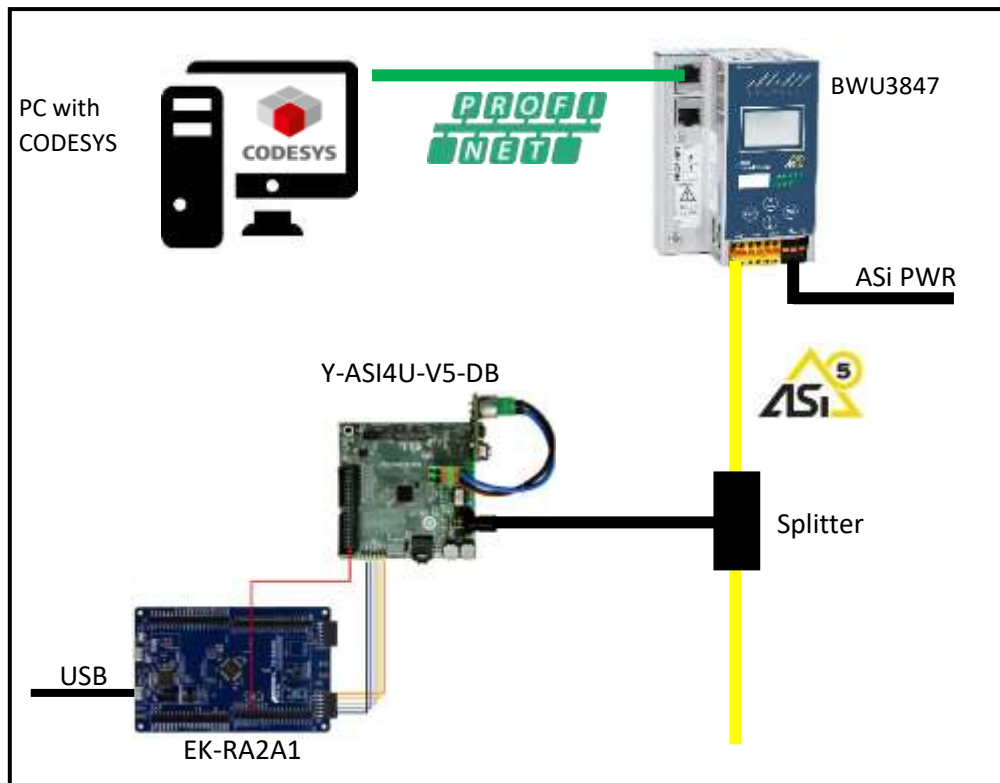 PC with
CODESYS
CODESYS
PROFI
NET
BWU3847
ASi PWR
Y-ASI4U-V5-DB
ASi 5
Splitter
USB
EK-RA2A1